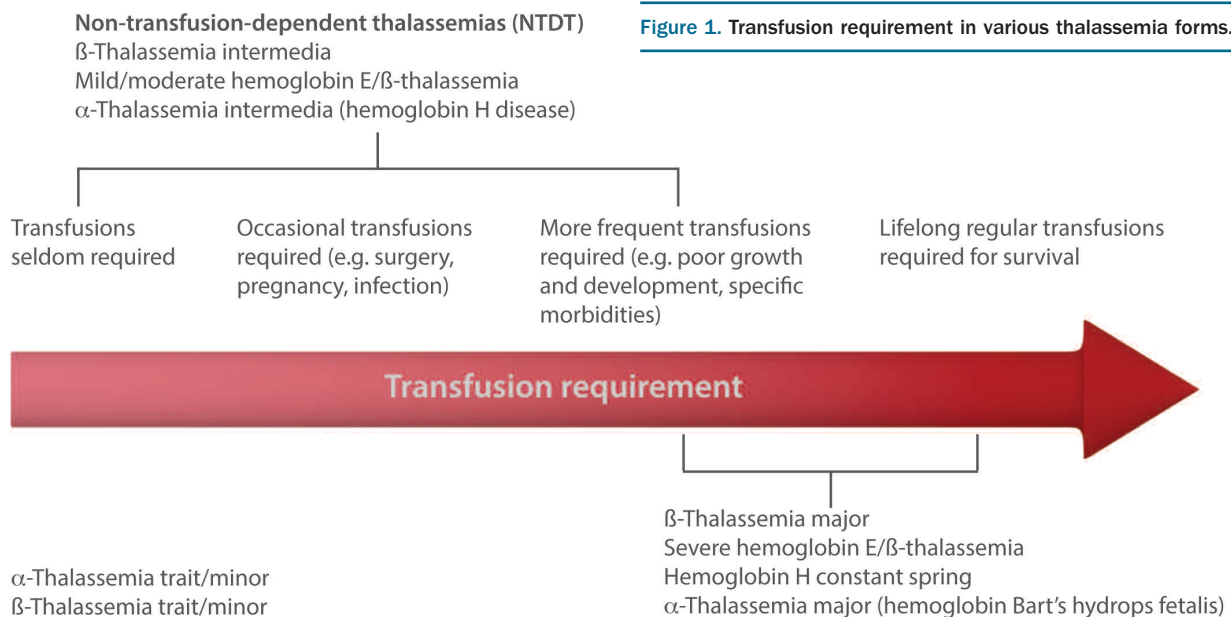 Non-transfusion-dependent thalassemias (NTDT)
ß-Thalassemia intermedia
Mild/moderate hemoglobin E/ß-thalassemia
α-Thalassemia intermedia (hemoglobin H disease)
Figure 1. Transfusion requirement in various thalassemia forms.
Transfusions
seldom required
Occasional transfusions
required (e.g. surgery,
pregnancy, infection)
More frequent transfusions
required (e.g. poor growth
and development, specific
morbidities)
Lifelong regular transfusions
required for survival
Transfusion requirement
α-Thalassemia trait/minor
ß-Thalassemia trait/minor
ß-Thalassemia major
Severe hemoglobin E/ß-thalassemia
Hemoglobin H constant spring
α-Thalassemia major (hemoglobin Bart's hydrops fetalis)